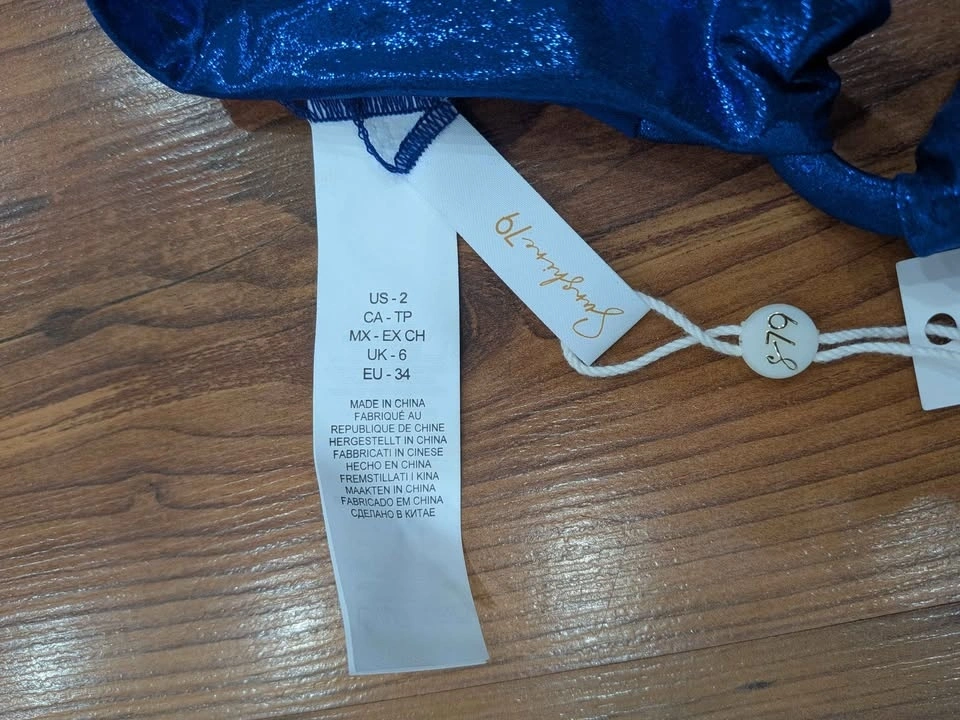 US - 2
CA - TP
MX - EX CH
UK - 6
EU - 34
MADE IN CHINA
FABRIQUÉ AU
REPUBLIQUE DE CHINE
HERGESTELLT IN CHINA
FABBRICATI IN CINESE
HECHO EN CHINA
FREMSTILLATI I KINA
MAAKTEN IN CHINA
FABRICADO EM CHINA
СДЕЛАНО В КИТАЕ
Sunshine79
S79